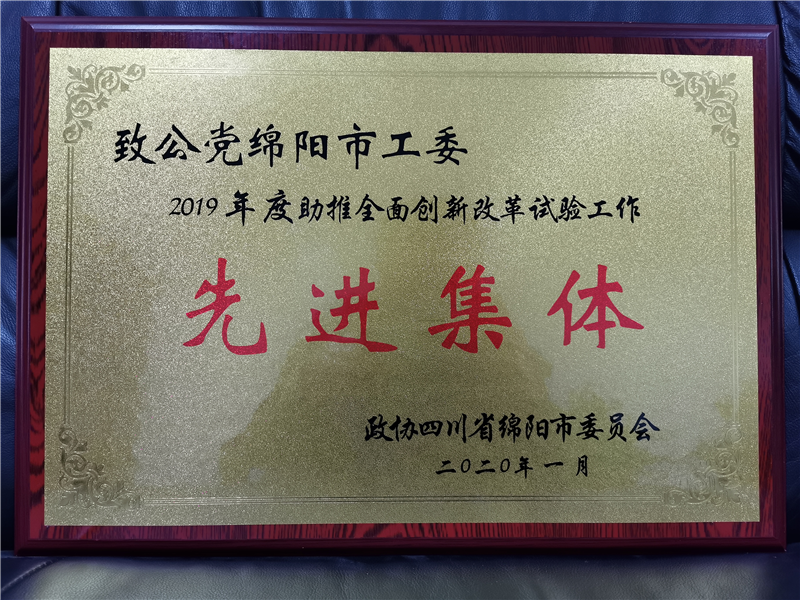 致公党绵阳市工委
2019年度助推全面创新改革试验工作
先进集体
政协四川省绵阳市委员会
二〇二〇年一月